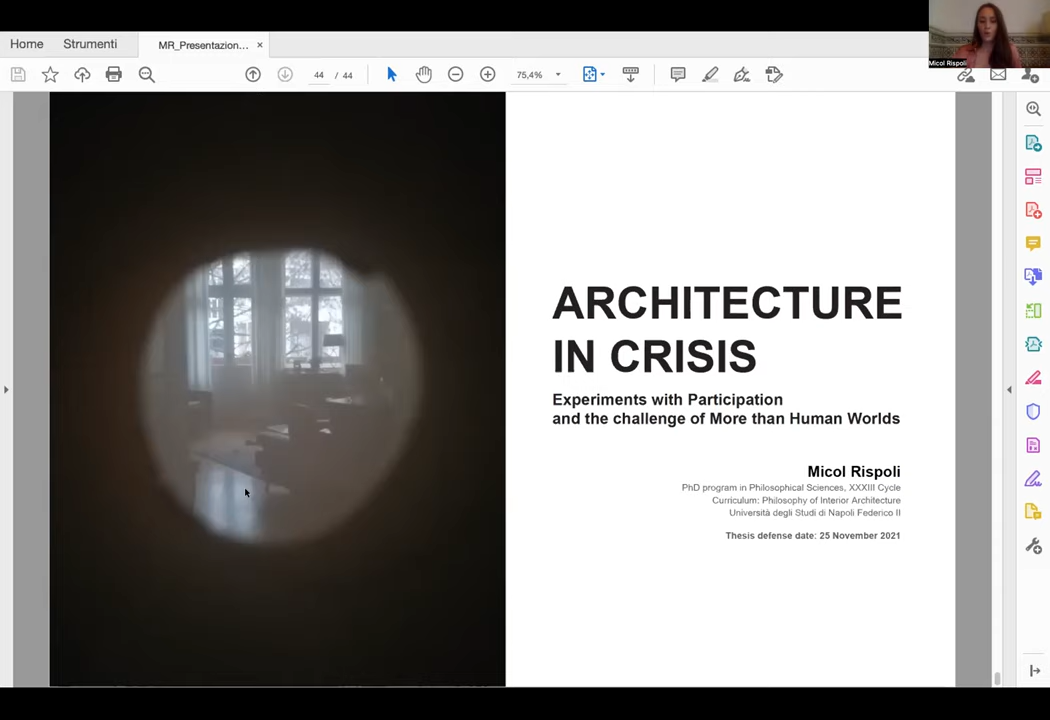 Home Strumenti MR_Presentazion... ×
44 / 44 75,4%
Micol Rispoli
ARCHITECTURE
IN CRISIS
Experiments with Participation
and the challenge of More than Human Worlds
Micol Rispoli
PhD program in Philosophical Sciences, XXXIII Cycle
Curriculum: Philosophy of Interior Architecture
Università degli Studi di Napoli Federico II
Thesis defense date: 25 November 2021